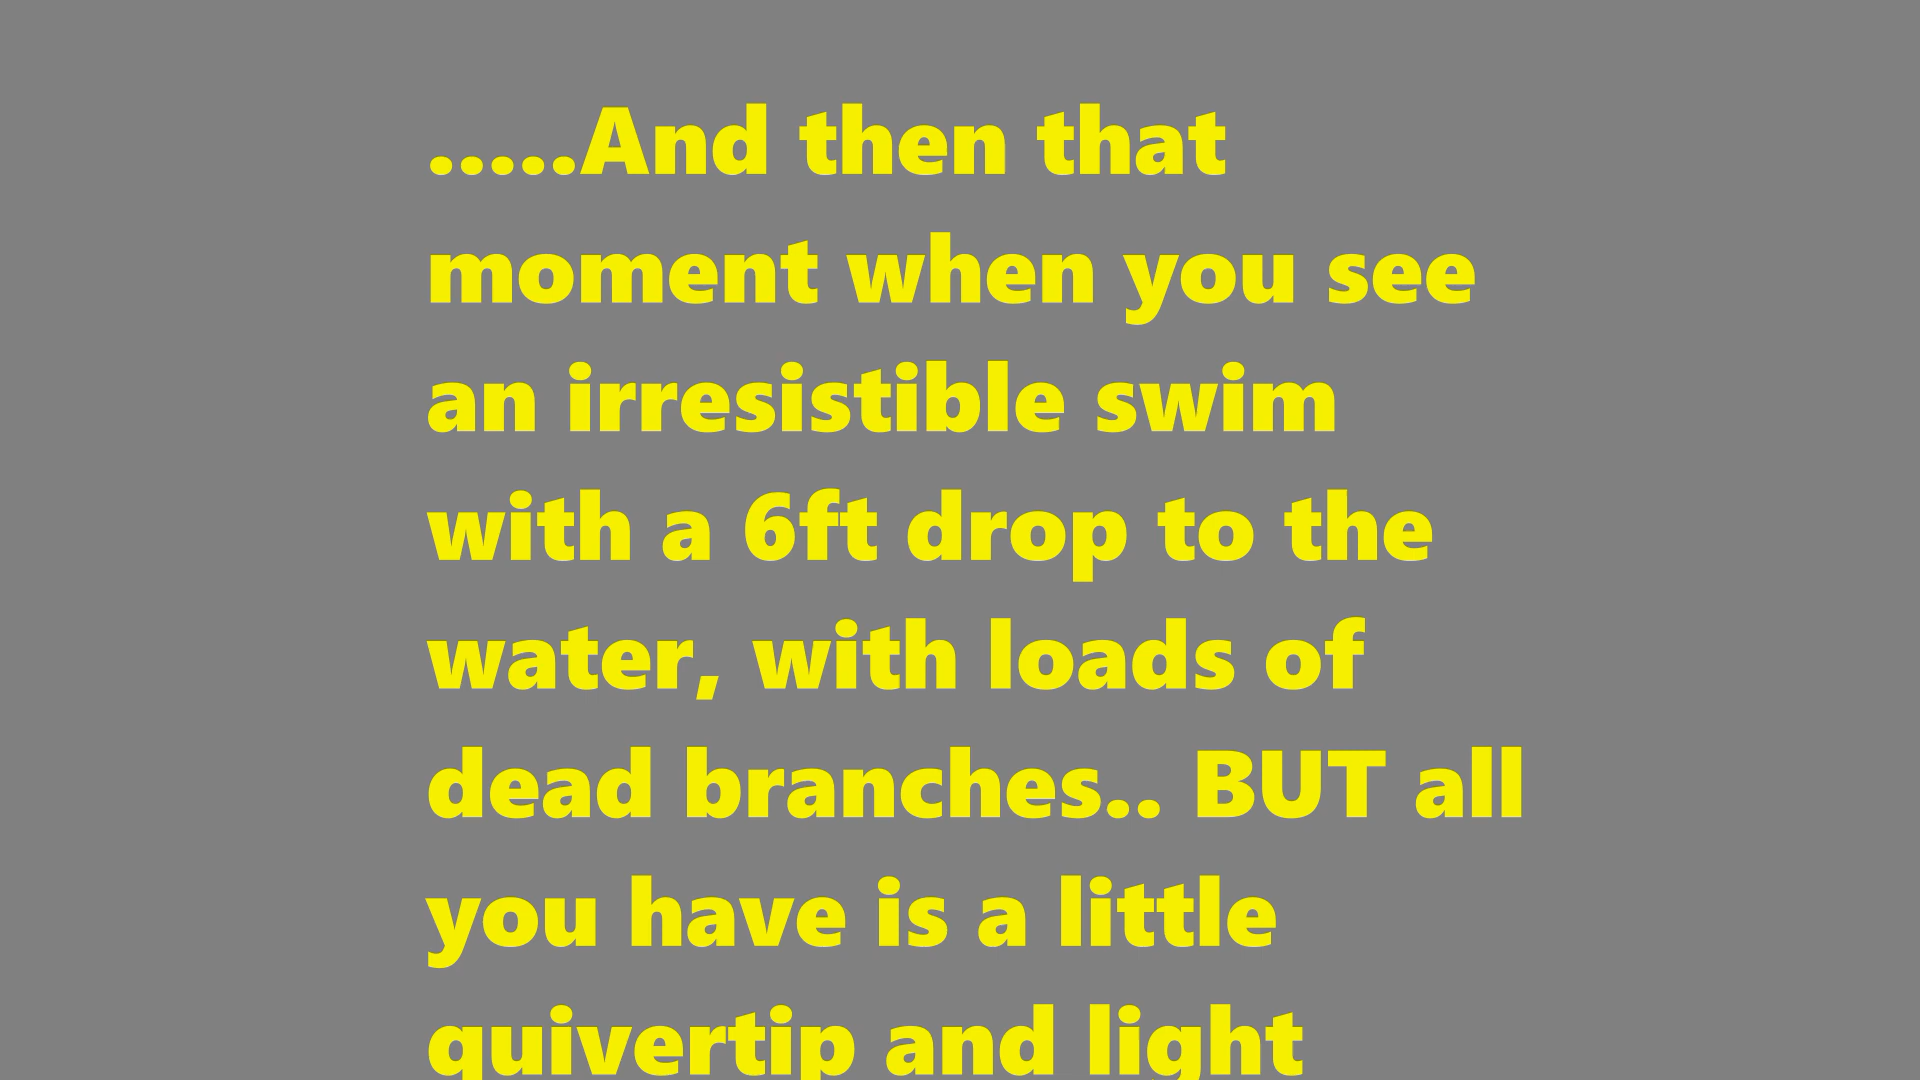 .....And then that
moment when you see
an irresistible swim
with a 6ft drop to the
water, with loads of
dead branches.. BUT all
you have is a little
quivertip and light